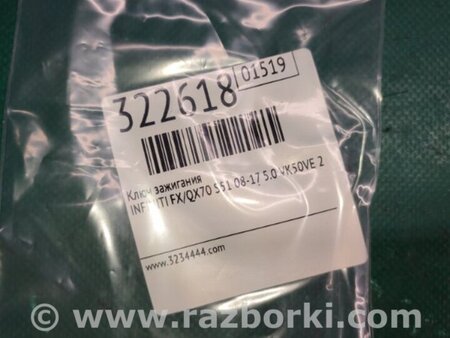 01519
322618
Ключ зажигания
INFINITI FX/QX70 S51 08-17 5.0 VK50VE 2
www.3234444.com
© www.razborki.com